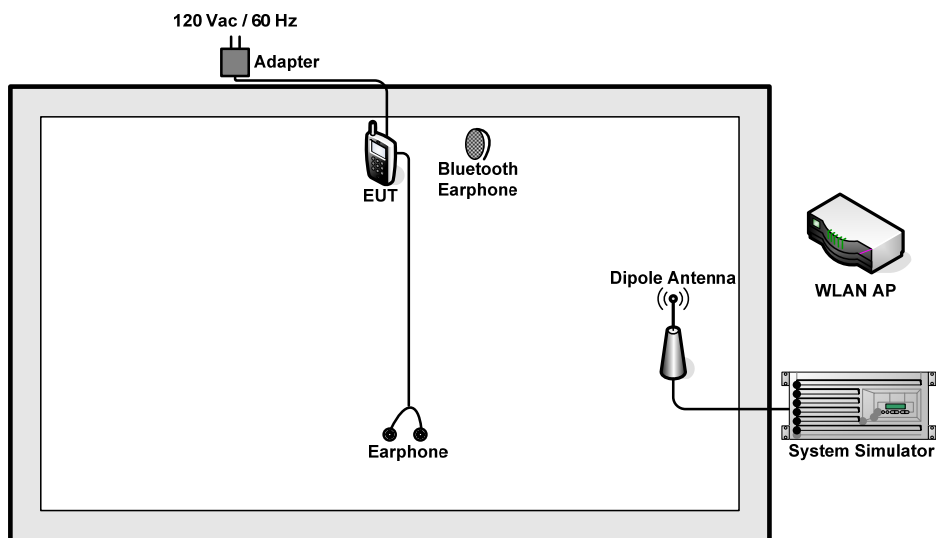 120 Vac / 60 Hz
Adapter
EUT
Bluetooth
Earphone
Dipole Antenna
WLAN AP
Earphone
System Simulator